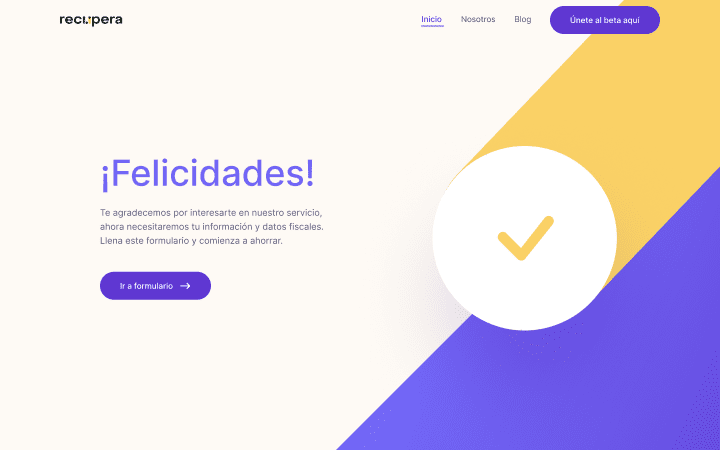 recupera
Inicio
Nosotros
Blog
Únete al beta aquí
¡Felicidades!
Te agradecemos por interesarte en nuestro servicio,
ahora necesitaremos tu información y datos fiscales.
Llena este formulario y comienza a ahorrar.
Ir a formulario